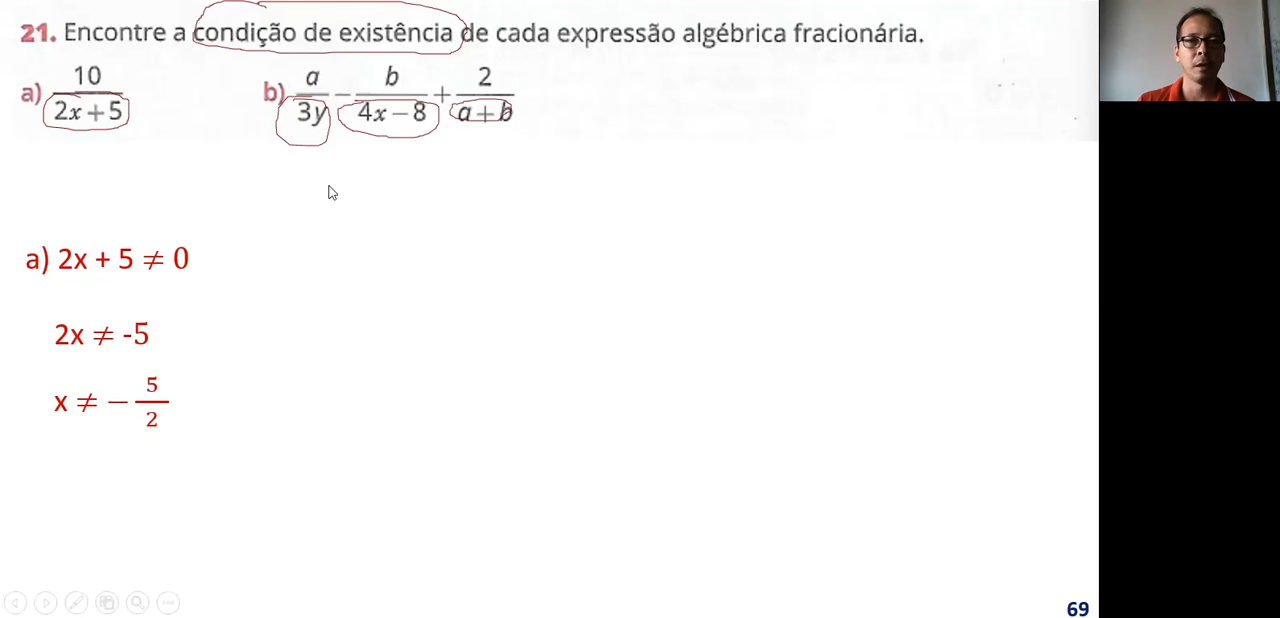 21. Encontre a condição de existência de cada expressão algébrica fracionária.
a) 10/(2x + 5) b) a/(3y) − b/(4x − 8) + 2/(a + b)
a) 2x + 5 ≠ 0
2x ≠ -5
x ≠ − 5/2
69